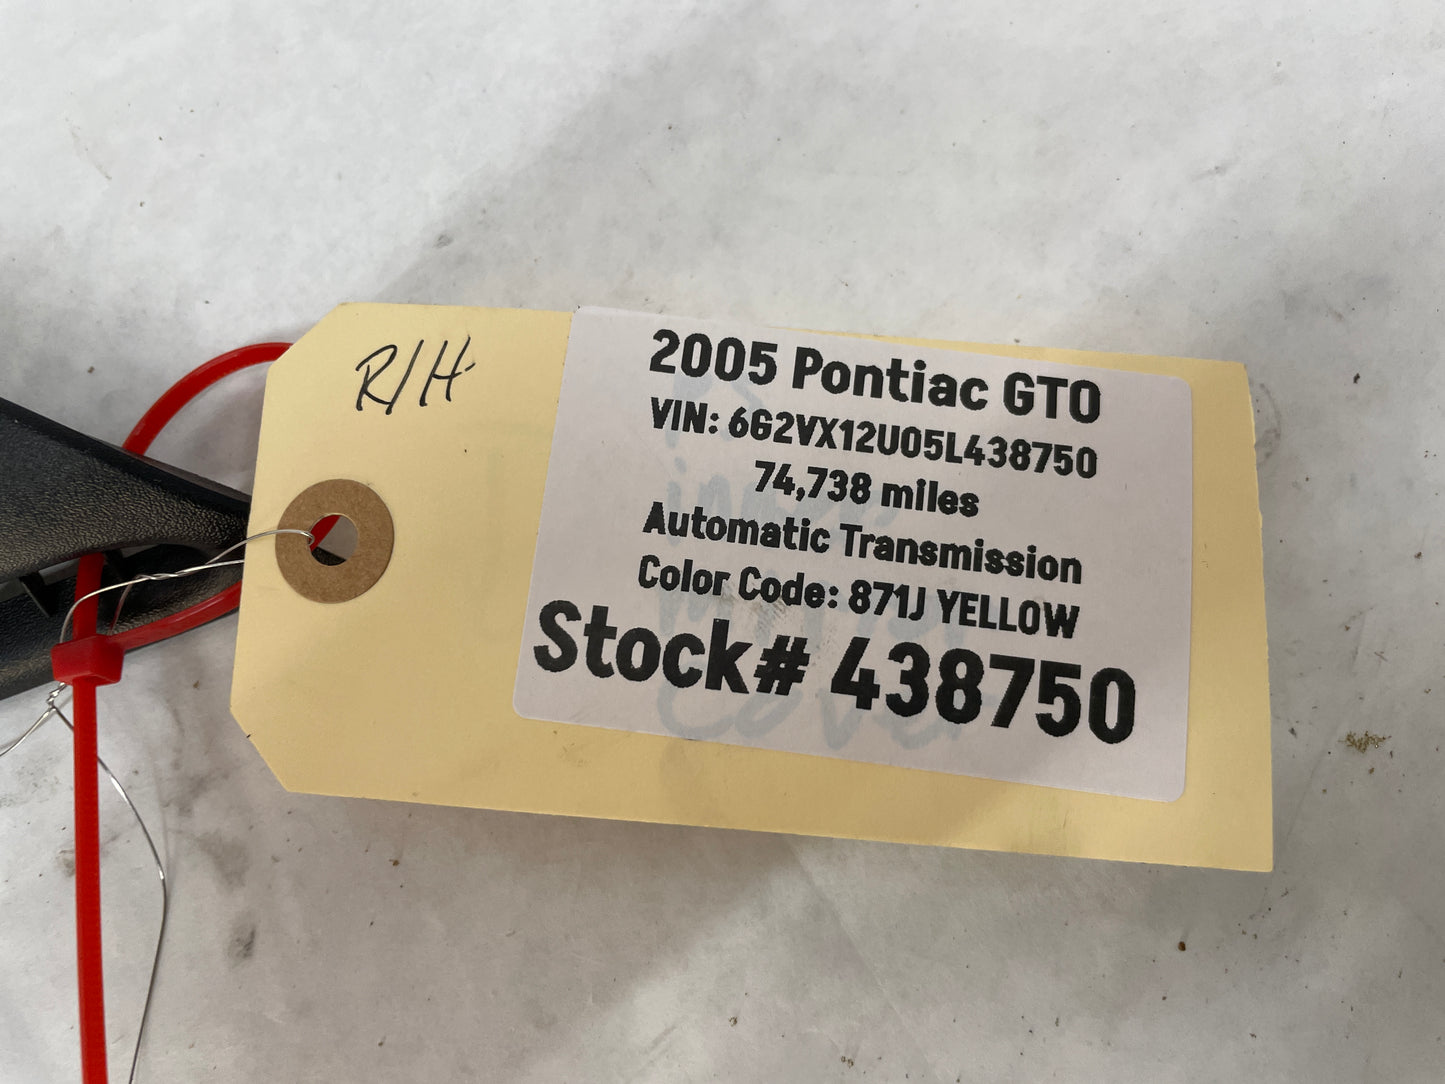 R/H
2005 Pontiac GTO
VIN: 6G2VX12U05L438750
74,738 miles
Automatic Transmission
Color Code: 871J YELLOW
Stock# 438750